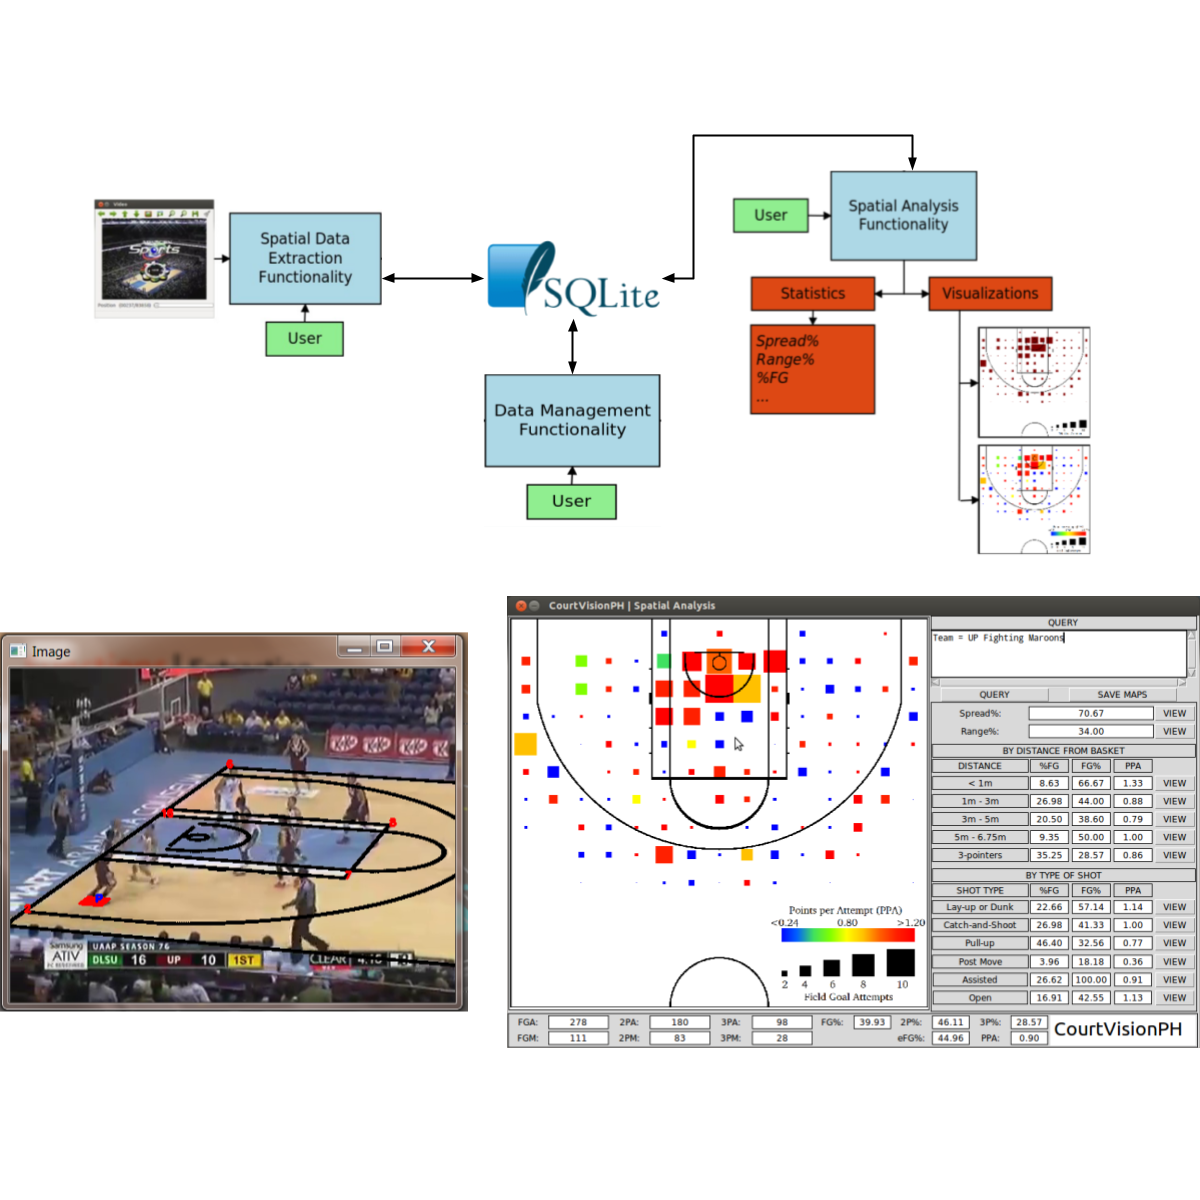 Video
Sports
Spatial Data
Extraction
Functionality
User
SQLite
Data Management
Functionality
User
User
Spatial Analysis
Functionality
Statistics
Visualizations
Spread%
Range%
%FG
...
Image
KitKat KitKat KitKat KitKat
SMART ARANETA
UAAP SEASON 76
Samsung
ATIV
DLSU 16 UP 10 1ST
CLEAR
CourtVisionPH | Spatial Analysis
QUERY
Team = UP Fighting Maroons
QUERY SAVE MAPS
Spread%: 70.67 VIEW
Range%: 34.00 VIEW
BY DISTANCE FROM BASKET
DISTANCE %FG FG% PPA
< 1m 8.63 66.67 1.33 VIEW
1m - 3m 26.98 44.00 0.88 VIEW
3m - 5m 20.50 38.60 0.79 VIEW
5m - 6.75m 9.35 50.00 1.00 VIEW
3-pointers 35.25 28.57 0.86 VIEW
BY TYPE OF SHOT
SHOT TYPE %FG FG% PPA
Lay-up or Dunk 22.66 57.14 1.14 VIEW
Catch-and-Shoot 26.98 41.33 1.00 VIEW
Pull-up 46.40 32.56 0.77 VIEW
Post Move 3.96 18.18 0.36 VIEW
Assisted 26.62 100.00 0.91 VIEW
Open 16.91 42.55 1.13 VIEW
Points per Attempt (PPA)
<0.24 0.80 >1.20
2 4 6 8 10
Field Goal Attempts
FGA: 278 2PA: 180 3PA: 98 FG%: 39.93 2P%: 46.11 3P%: 28.57
FGM: 111 2PM: 83 3PM: 28 eFG%: 44.96 PPA: 0.90
CourtVisionPH